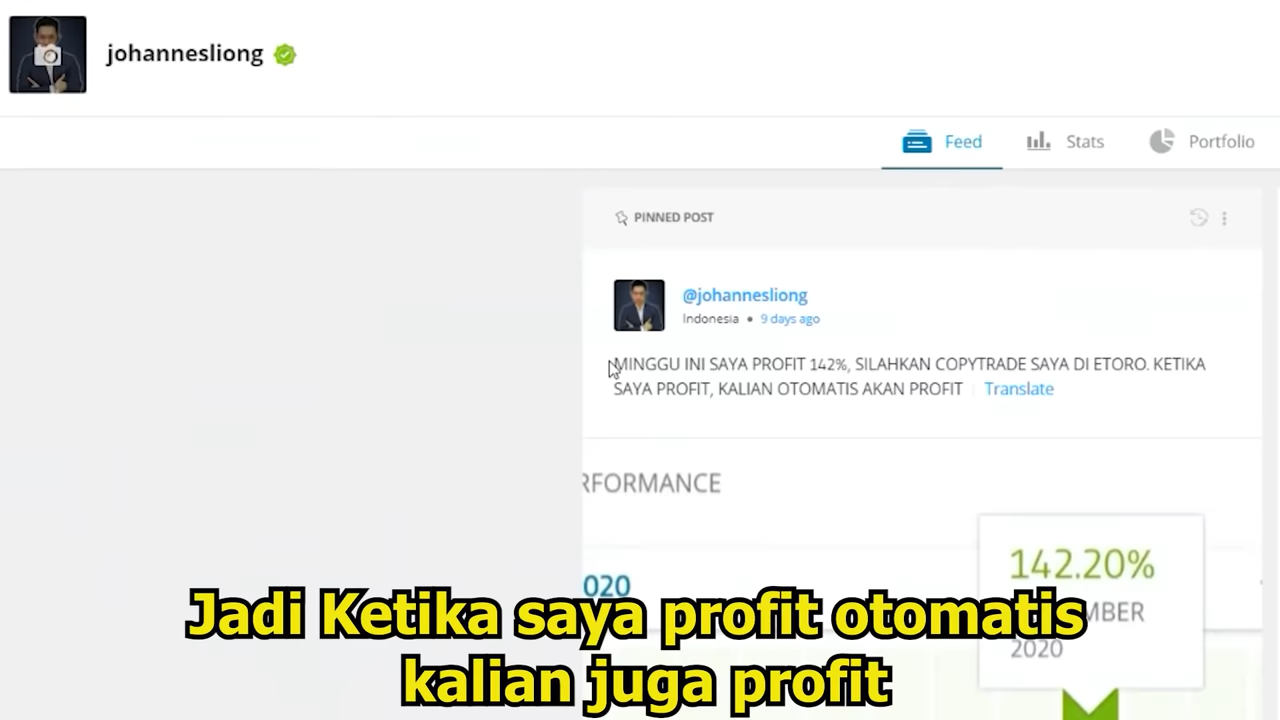 johannesliong
Feed
Stats
Portfolio
PINNED POST
@johannesliong
Indonesia • 9 days ago
MINGGU INI SAYA PROFIT 142%, SILAHKAN COPYTRADE SAYA DI ETORO. KETIKA
SAYA PROFIT, KALIAN OTOMATIS AKAN PROFIT Translate
RFORMANCE
020
142.20%
MBER
2020
Jadi Ketika saya profit otomatis
kalian juga profit